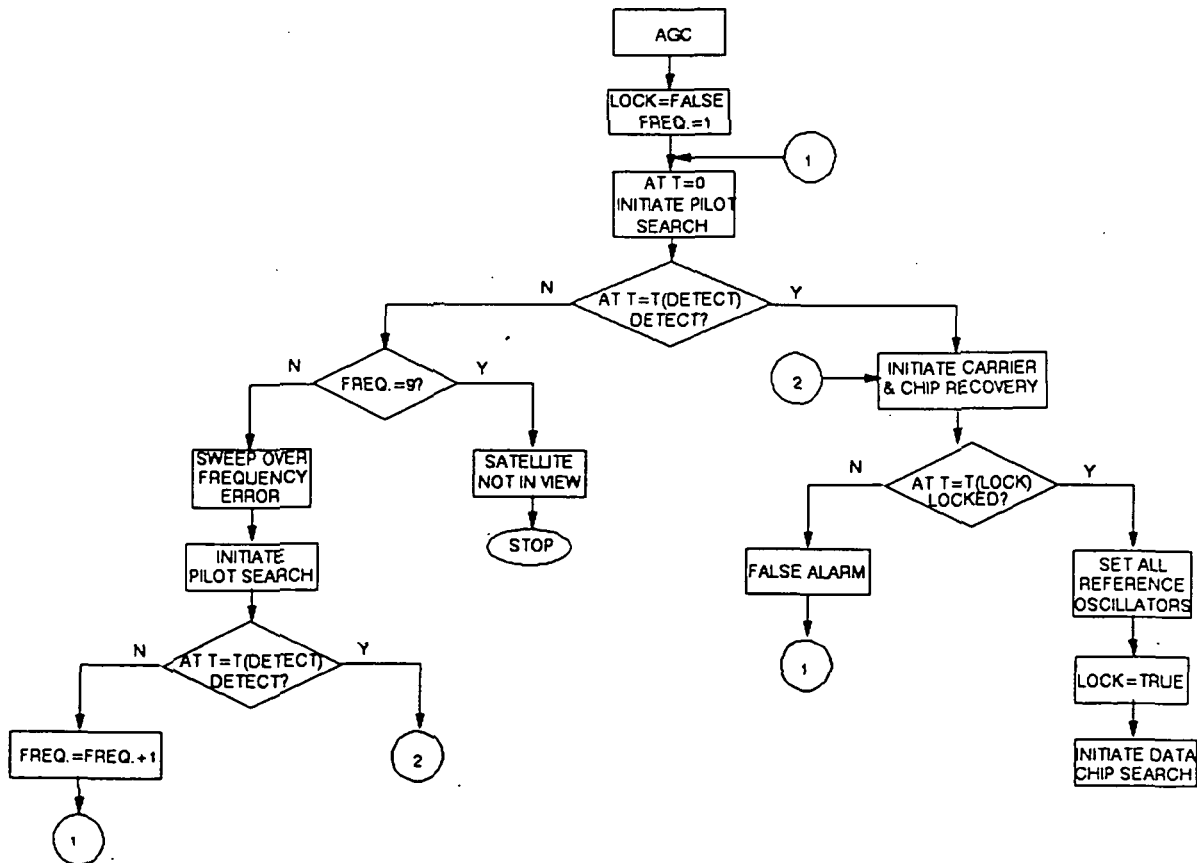 AGC
LOCK=FALSE
FREQ.=1
1
AT T=0
INITIATE PILOT
SEARCH
N
AT T=T(DETECT)
DETECT?
Y
N
FREQ.=9?
Y
2
INITIATE CARRIER
& CHIP RECOVERY
SWEEP OVER
FREQUENCY
ERROR
SATELLITE
NOT IN VIEW
N
AT T=T(LOCK)
LOCKED?
Y
STOP
INITIATE
PILOT SEARCH
FALSE ALARM
SET ALL
REFERENCE
OSCILLATORS
N
AT T=T(DETECT)
DETECT?
Y
1
LOCK=TRUE
FREQ.=FREQ.+1
2
INITIATE DATA
CHIP SEARCH
1